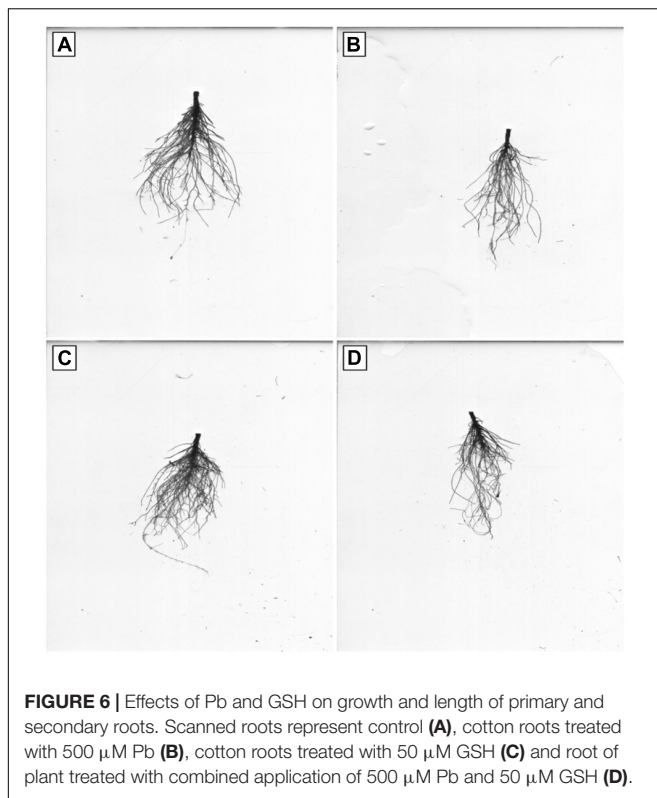 A
B
C
D
FIGURE 6 | Effects of Pb and GSH on growth and length of primary and
secondary roots. Scanned roots represent control (A), cotton roots treated
with 500 μM Pb (B), cotton roots treated with 50 μM GSH (C) and root of
plant treated with combined application of 500 μM Pb and 50 μM GSH (D).